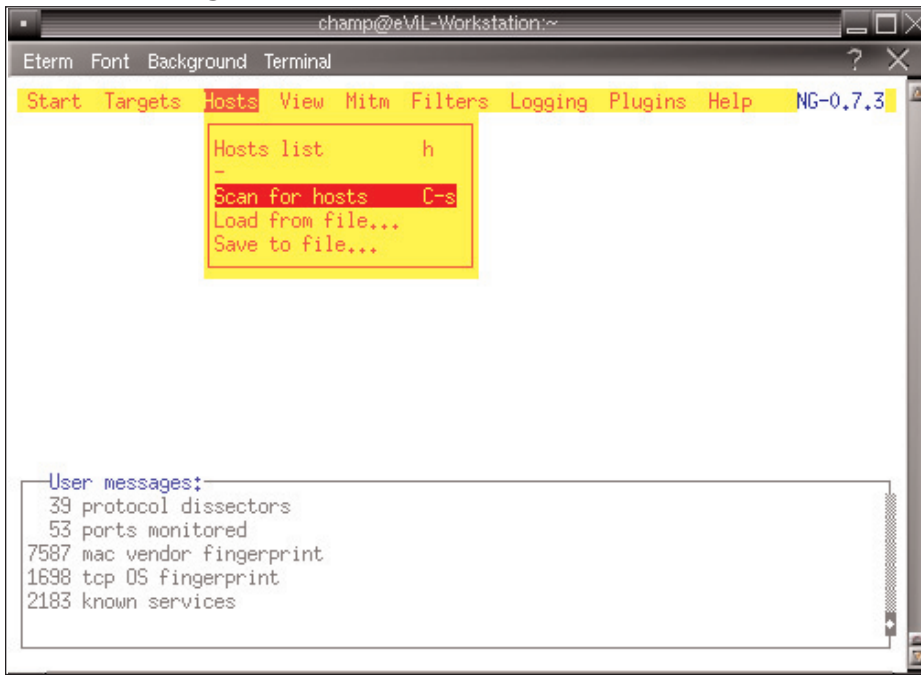 champ@eViL-Workstation:~
Eterm Font Background Terminal ? X
Start Targets Hosts View Mitm Filters Logging Plugins Help NG-0.7.3
Hosts list h
-
Scan for hosts C-s
Load from file...
Save to file...
User messages:
39 protocol dissectors
53 ports monitored
7587 mac vendor fingerprint
1698 tcp OS fingerprint
2183 known services